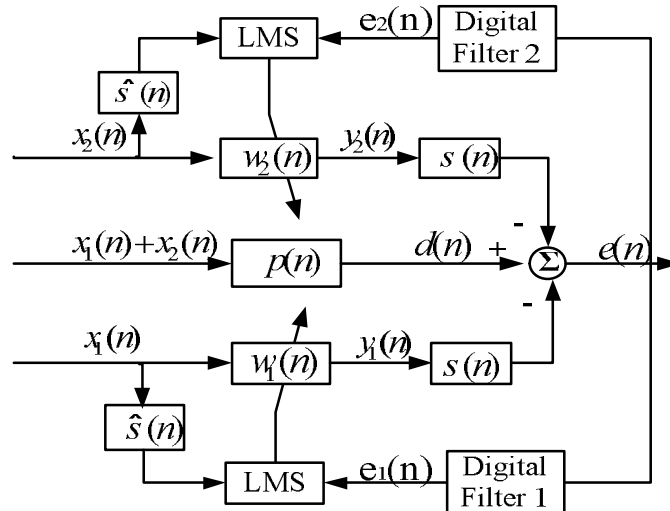 LMS
e2(n)
Digital
Filter 2
ŝ(n)
x2(n)
w2(n)
y2(n)
s(n)
-
x1(n)+x2(n)
p(n)
d(n)
+
Σ
e(n)
-
x1(n)
w1(n)
y1(n)
s(n)
ŝ(n)
LMS
e1(n)
Digital
Filter 1